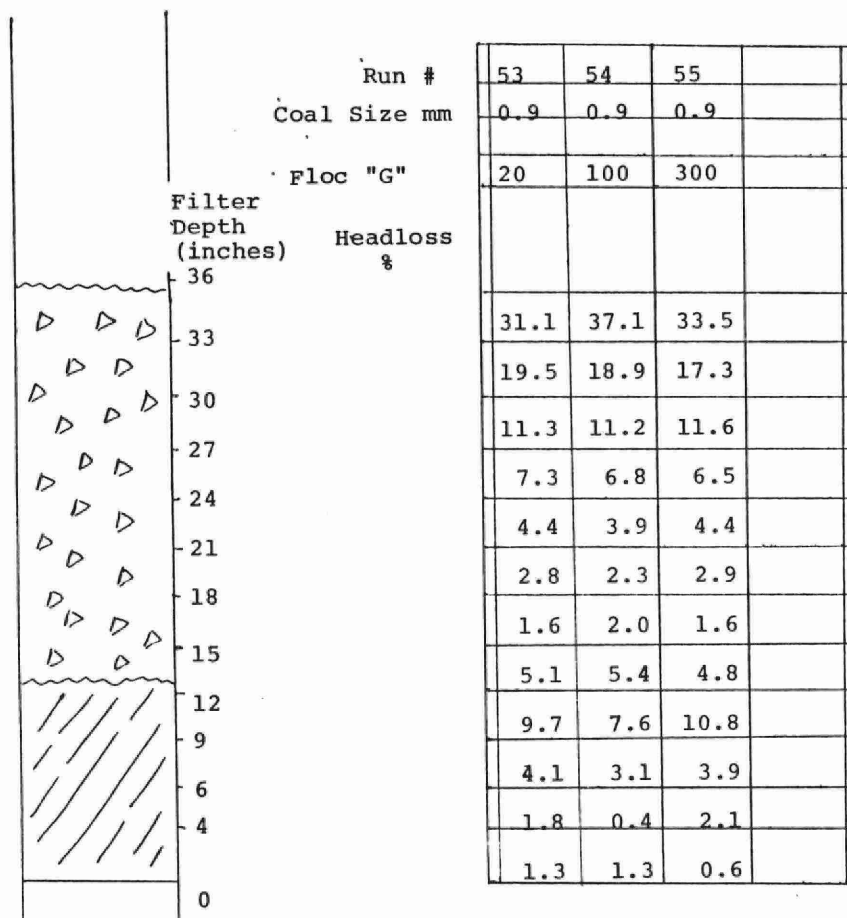 Run # 53 54 55
Coal Size mm 0.9 0.9 0.9
Floc "G" 20 100 300
Filter
Depth
(inches)
Headloss
%
36
31.1 37.1 33.5
33
19.5 18.9 17.3
30
11.3 11.2 11.6
27
7.3 6.8 6.5
24
4.4 3.9 4.4
21
2.8 2.3 2.9
18
1.6 2.0 1.6
15
5.1 5.4 4.8
12
9.7 7.6 10.8
9
4.1 3.1 3.9
6
4
1.8 0.4 2.1
1.3 1.3 0.6
0